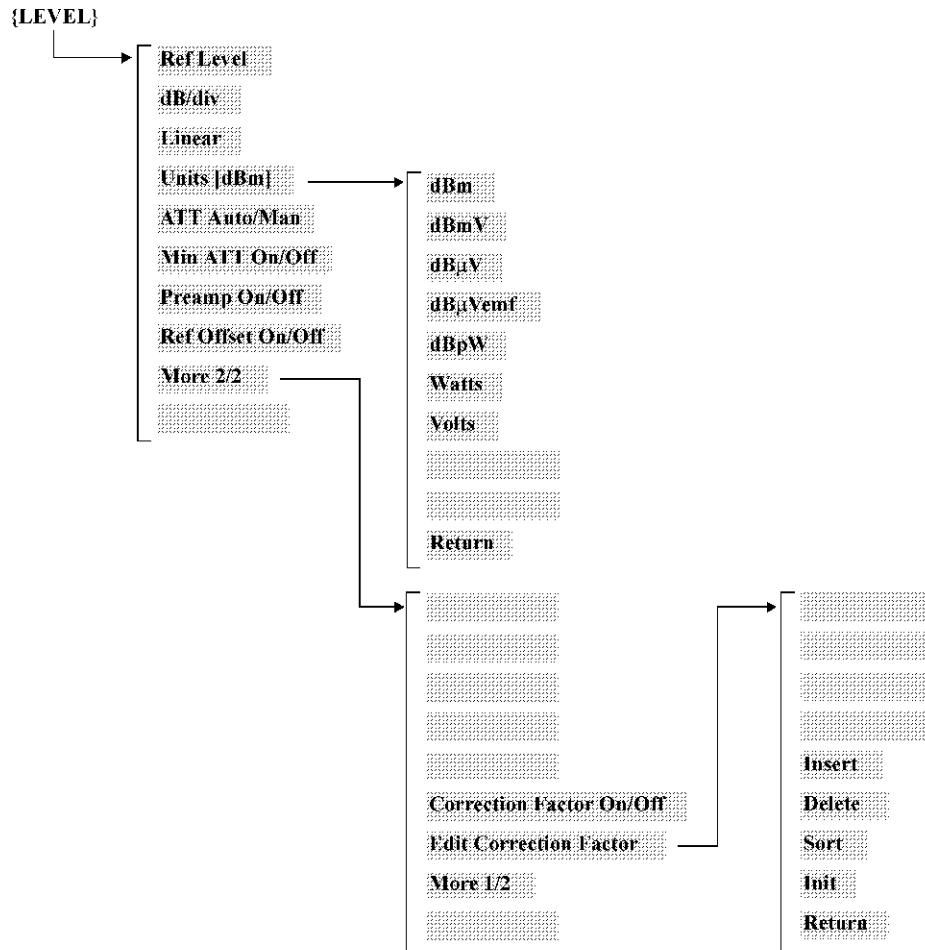 {LEVEL}
Ref Level
dB/div
Linear
Units [dBm]
ATT Auto/Man
Min ATT On/Off
Preamp On/Off
Ref Offset On/Off
More 2/2
dBm
dBmV
dBµV
dBµVemf
dBpW
Watts
Volts
Return
Correction Factor On/Off
Edit Correction Factor
More 1/2
Insert
Delete
Sort
Init
Return